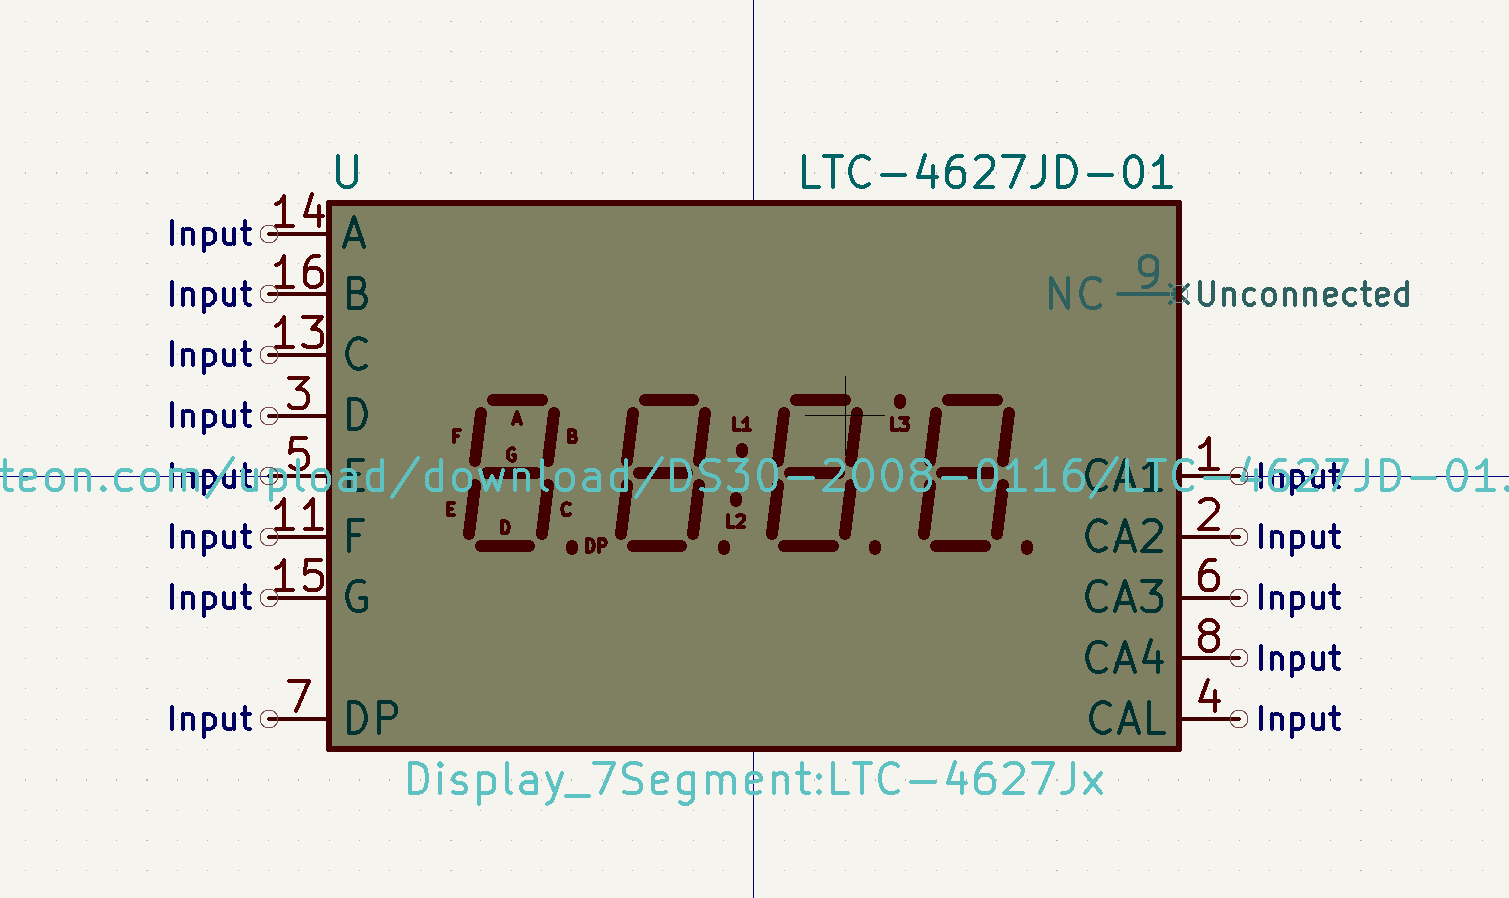 U LTC-4627JD-01
Input 14 A
Input 16 B
NC 9 Unconnected
Input 13 C
Input 3 D
A
F B
G
L1
L3
Input 5 E
teon.com/upload/download/DS30-2008-0116/LTC-4627JD-01.
CA1 1 Input
E C
D
DP
L2
Input 11 F
CA2 2 Input
Input 15 G
CA3 6 Input
CA4 8 Input
Input 7 DP
CAL 4 Input
Display_7Segment:LTC-4627Jx